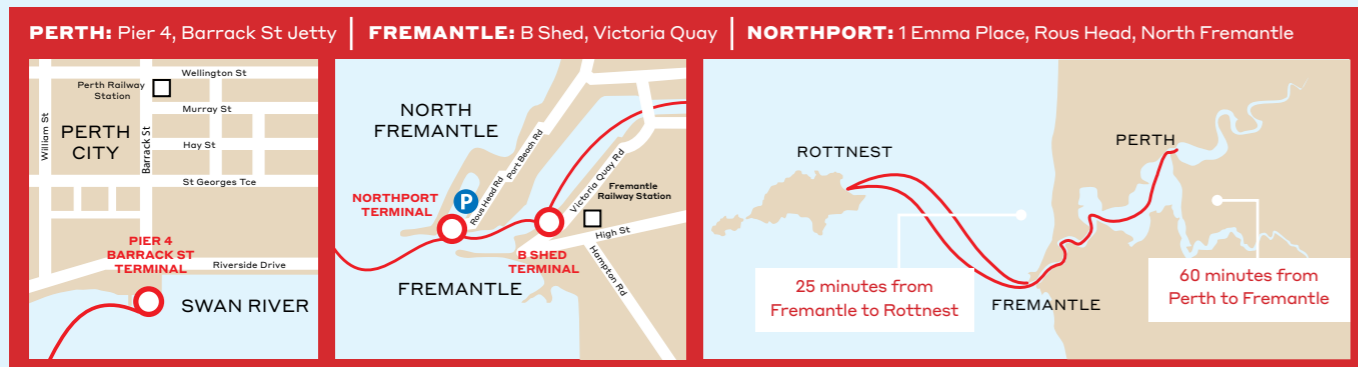 PERTH: Pier 4, Barrack St Jetty | FREMANTLE: B Shed, Victoria Quay | NORTHPORT: 1 Emma Place, Rous Head, North Fremantle
Wellington St
Perth Railway
Station
Murray St
William St
PERTH
CITY
Barrack St
Hay St
St Georges Tce
PIER 4
BARRACK ST
TERMINAL
Riverside Drive
SWAN RIVER
NORTH
FREMANTLE
Port Beach Rd
Rous Head Rd
P
NORTHPORT
TERMINAL
Victoria Quay Rd
Fremantle
Railway Station
High St
B SHED
TERMINAL
Hampton Rd
FREMANTLE
ROTTNEST
PERTH
25 minutes from
Fremantle to Rottnest
FREMANTLE
60 minutes from
Perth to Fremantle